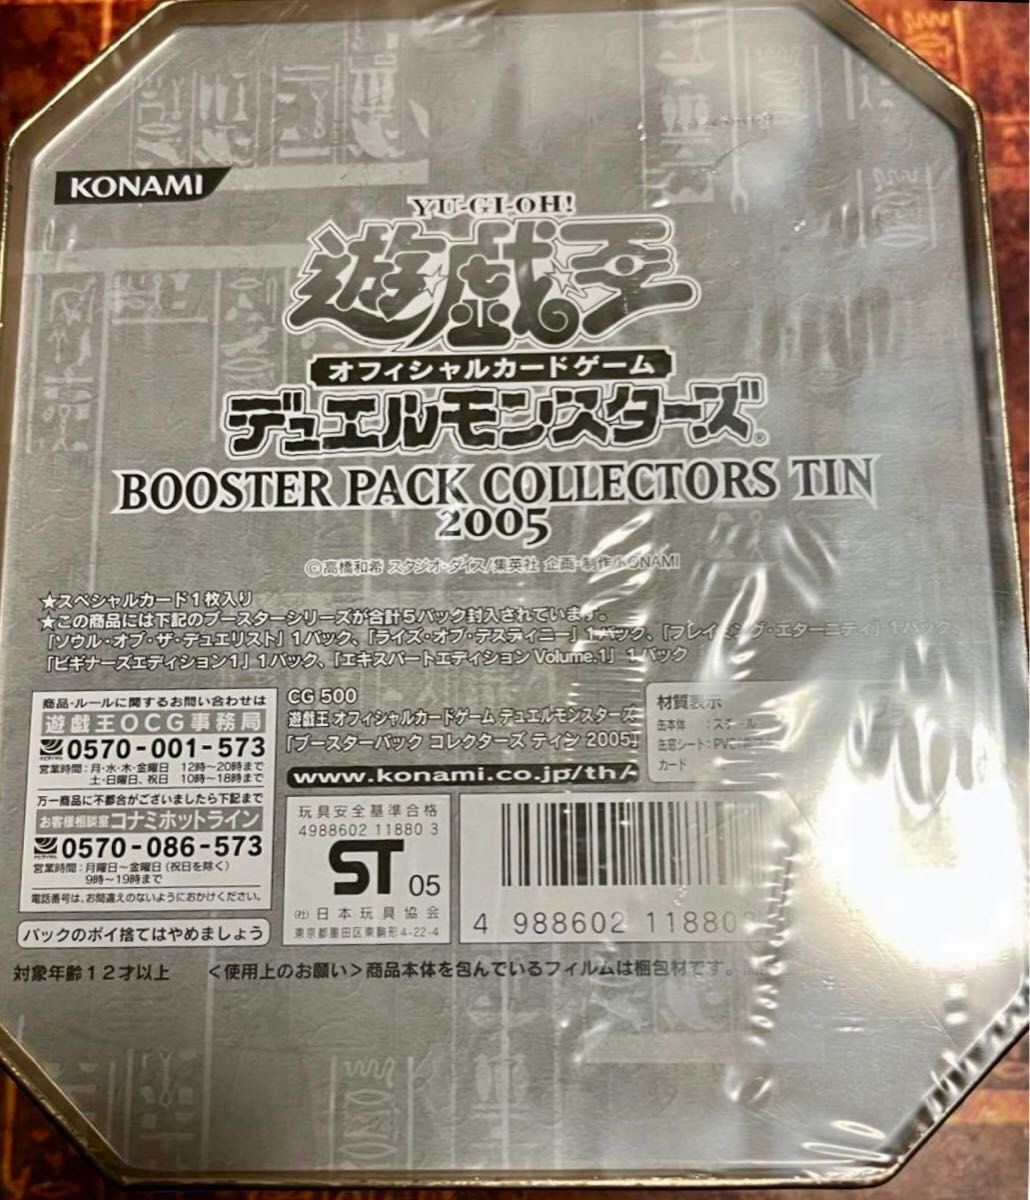 KONAMI
YU-GI-OH!
遊戯王
オフィシャルカードゲーム
デュエルモンスターズ®
BOOSTER PACK COLLECTORS TIN
2005
©高橋和希 スタジオ・ダイス/集英社 企画・制作/KONAMI
★スペシャルカード1枚入り
★この商品には下記のブースターシリーズが合計5パック封入されています。
「ソウル・オブ・ザ・デュエリスト」1パック、「ライズ・オブ・デスティニー」1パック、「フレイミング・エタニティ」1パック、
「ビギナーズエディション1」1パック、「エキスパートエディションVolume.1」1パック
商品・ルールに関するお問い合わせは
遊戯王OCG事務局
0570-001-573
営業時間：月・水・木・金曜日 12時〜20時まで
土・日曜日、祝日 10時〜18時まで
万一商品に不都合がございましたら下記まで
お客様相談室コナミホットライン
0570-086-573
営業時間：月曜日〜金曜日（祝日を除く）
9時〜19時まで
電話番号は、お間違えのないようにおかけください。
パックのポイ捨てはやめましょう
CG 500
遊戯王 オフィシャルカードゲーム デュエルモンスターズ
「ブースターパック コレクターズ ティン 2005」
www.konami.co.jp/th/
材質表示
缶本体 ：スチール
缶窓シート：PVC
カード
玩具安全基準合格
4988602 11880 3
ST 05
(社)日本玩具協会
東京都墨田区東駒形4-22-4
4 988602 118803
対象年齢12才以上 ＜使用上のお願い＞商品本体を包んでいるフィルムは梱包材です。